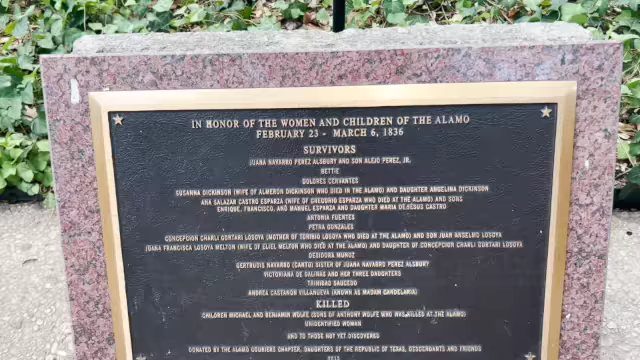 IN HONOR OF THE WOMEN AND CHILDREN OF THE ALAMO
FEBRUARY 23 - MARCH 6, 1836
SURVIVORS
JUANA NAVARRO PEREZ ALSBURY AND SON ALEJO PEREZ, JR.
BETTIE
DOLORES CERVANTES
SUSANNA DICKINSON (WIFE OF ALMERON DICKINSON WHO DIED IN THE ALAMO) AND DAUGHTER ANGELINA DICKINSON
ANA SALAZAR CASTRO ESPARZA (WIFE OF GREGORIO ESPARZA WHO DIED AT THE ALAMO) AND SONS
ENRIQUE, FRANCISCO, AND MANUEL ESPARZA AND DAUGHTER MARIA DE JESUS CASTRO
ANTONIA FUENTES
PETRA GONZALES
CONCEPCION CHARLI GORTARI LOSOYA (MOTHER OF TORIBIO LOSOYA WHO DIED AT THE ALAMO) AND SON JUAN ANSELMO LOSOYA
JUANA FRANCISCA LOSOYA MELTON (WIFE OF ELIEL MELTON WHO DIED AT THE ALAMO) AND DAUGHTER OF CONCEPCION CHARLI GORTARI LOSOYA
DESIDORA MUNOZ
GERTRUDIS NAVARRO (CANTU) SISTER OF JUANA NAVARRO PEREZ ALSBURY
VICTORIANA DE SALINAS AND HER THREE DAUGHTERS
TRINIDAD SAUCEDO
ANDREA CASTANON VILLANUEVA (KNOWN AS MADAM CANDELARIA)
KILLED
CHILDREN MICHAEL AND BENJAMIN WOLFE (SONS OF ANTHONY WOLFE WHO WAS KILLED AT THE ALAMO)
UNIDENTIFIED WOMAN
AND TO THOSE NOT YET DISCOVERED
DONATED BY THE ALAMO COURIERS CHAPTER, DAUGHTERS OF THE REPUBLIC OF TEXAS, DESCENDANTS AND FRIENDS